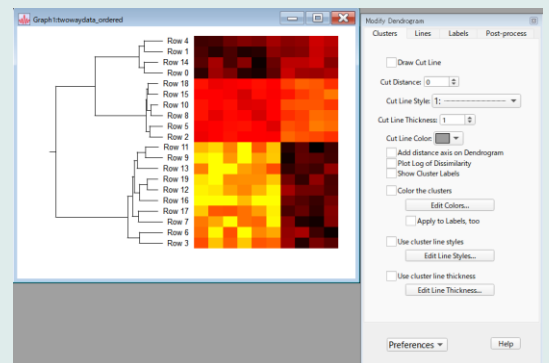 Graph1:twowaydata_ordered
Row 4
Row 1
Row 14
Row 0
Row 18
Row 15
Row 10
Row 8
Row 5
Row 2
Row 11
Row 9
Row 13
Row 19
Row 12
Row 16
Row 17
Row 7
Row 6
Row 3
Modify Dendrogram
Clusters Lines Labels Post-process
Draw Cut Line
Cut Distance: 0
Cut Line Style: 1:
Cut Line Thickness: 1
Cut Line Color:
Add distance axis on Dendrogram
Plot Log of Dissimilarity
Show Cluster Labels
Color the clusters
Edit Colors...
Apply to Labels, too
Use cluster line styles
Edit Line Styles...
Use cluster line thickness
Edit Line Thickness...
Preferences Help